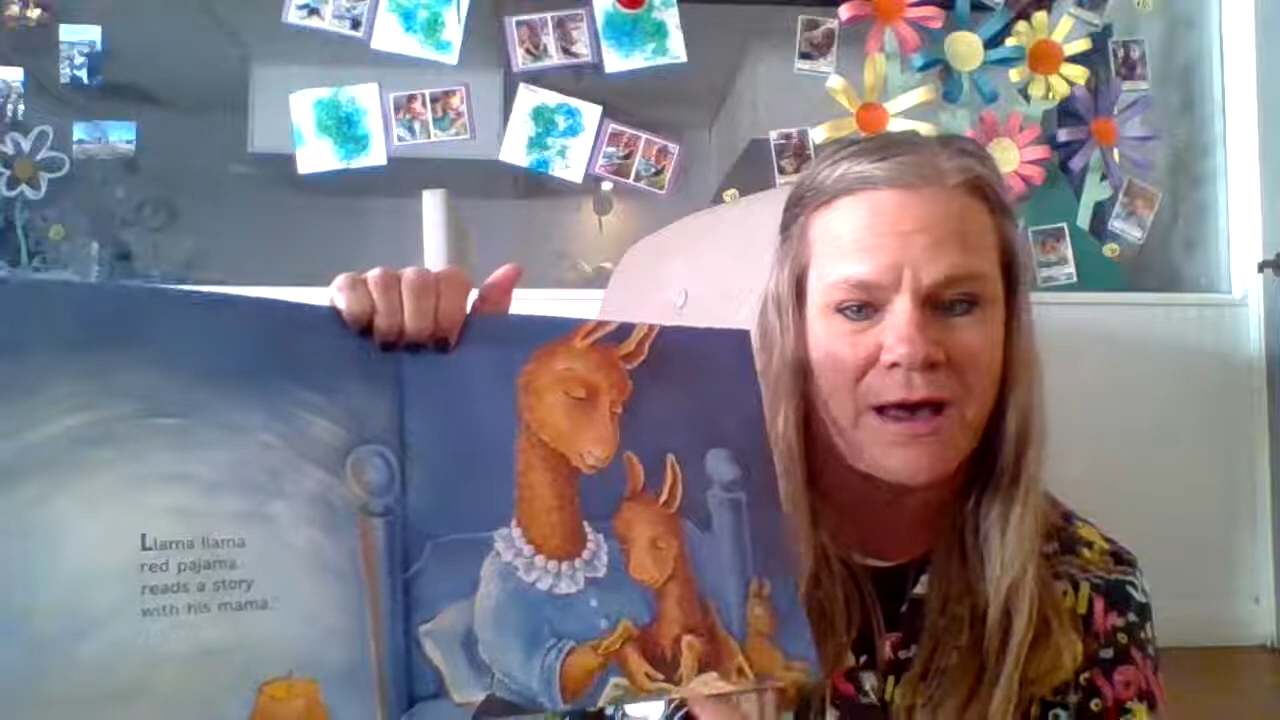 Llama llama
red pajama
reads a story
with his mama.